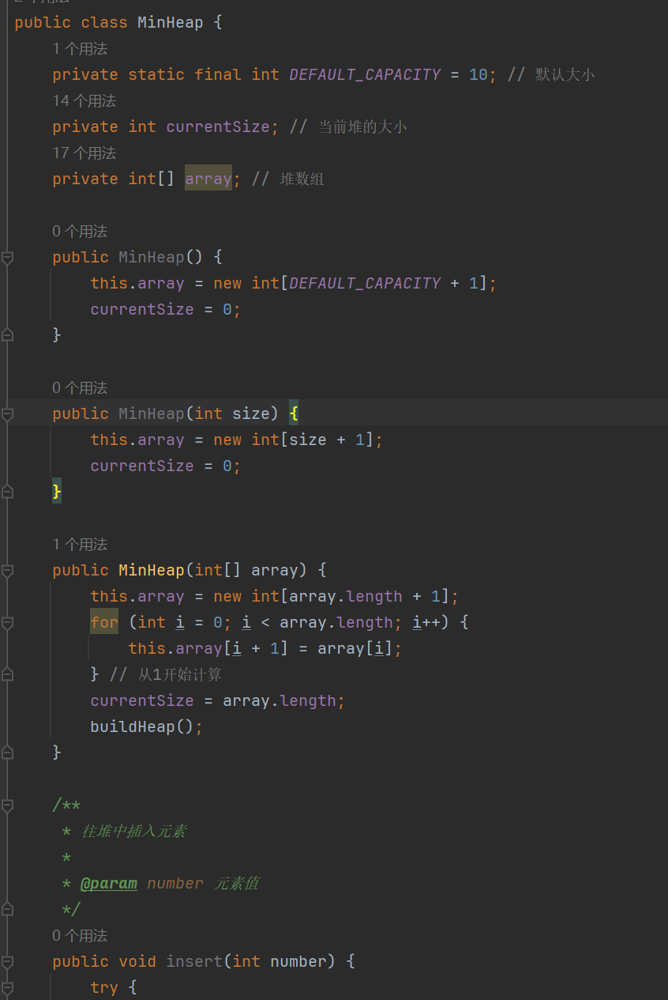 public class MinHeap {
1 个用法
private static final int DEFAULT_CAPACITY = 10; // 默认大小
14 个用法
private int currentSize; // 当前堆的大小
17 个用法
private int[] array; // 堆数组
0 个用法
public MinHeap() {
this.array = new int[DEFAULT_CAPACITY + 1];
currentSize = 0;
}
0 个用法
public MinHeap(int size) {
this.array = new int[size + 1];
currentSize = 0;
}
1 个用法
public MinHeap(int[] array) {
this.array = new int[array.length + 1];
for (int i = 0; i < array.length; i++) {
this.array[i + 1] = array[i];
} // 从1开始计算
currentSize = array.length;
buildHeap();
}
/**
* 往堆中插入元素
*
* @param number 元素值
*/
0 个用法
public void insert(int number) {
try {